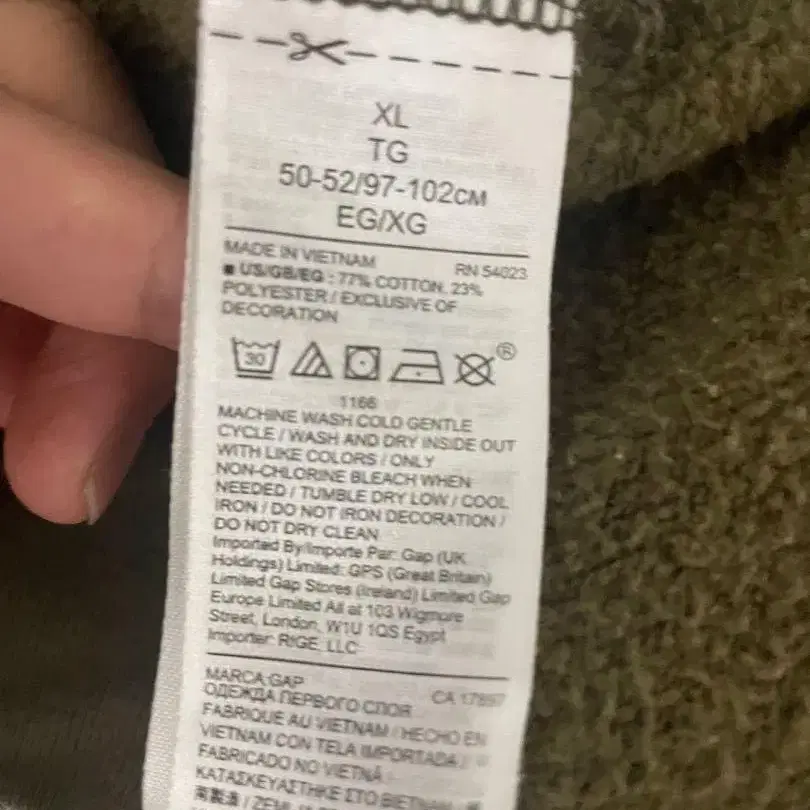 XL
TG
50-52/97-102CM
EG/XG
MADE IN VIETNAM
RN 54023
■ US/GB/EG : 77% COTTON. 23%
POLYESTER / EXCLUSIVE OF
DECORATION
30
®
1166
MACHINE WASH COLD GENTLE
CYCLE / WASH AND DRY INSIDE OUT
WITH LIKE COLORS / ONLY
NON-CHLORINE BLEACH WHEN
NEEDED / TUMBLE DRY LOW / COOL
IRON / DO NOT IRON DECORATION /
DO NOT DRY CLEAN
Imported By/Importe Par: Gap (UK
Holdings) Limited; GPS (Great Britain)
Limited Gap Stores (Ireland) Limited Gap
Europe Limited All at 103 Wigmore
Street, London, W1U 1QS Egypt
Importer: RIGE, LLC
MARCA:GAP
CA 17897
ОДЕЖДА ПЕРВОГО СЛОЯ
FABRIQUE AU VIETNAM / HECHO EN
VIETNAM CON TELA IMPORTADA /
FABRICADO NO VIETNÃ
ΚΑΤΑΣΚΕΥΑΣΤΗΚΕ ΣΤΟ ΒΙΕΤΝΑΜ